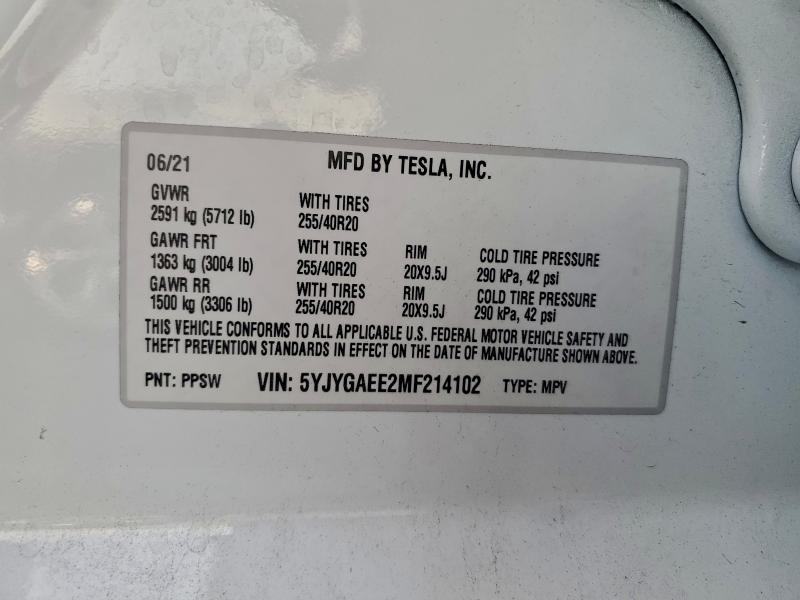 06/21 MFD BY TESLA, INC.
GVWR WITH TIRES
2591 kg (5712 lb) 255/40R20
GAWR FRT WITH TIRES RIM COLD TIRE PRESSURE
1363 kg (3004 lb) 255/40R20 20X9.5J 290 kPa, 42 psi
GAWR RR WITH TIRES RIM COLD TIRE PRESSURE
1500 kg (3306 lb) 255/40R20 20X9.5J 290 kPa, 42 psi
THIS VEHICLE CONFORMS TO ALL APPLICABLE U.S. FEDERAL MOTOR VEHICLE SAFETY AND
THEFT PREVENTION STANDARDS IN EFFECT ON THE DATE OF MANUFACTURE SHOWN ABOVE.
PNT: PPSW VIN: 5YJYGAEE2MF214102 TYPE: MPV